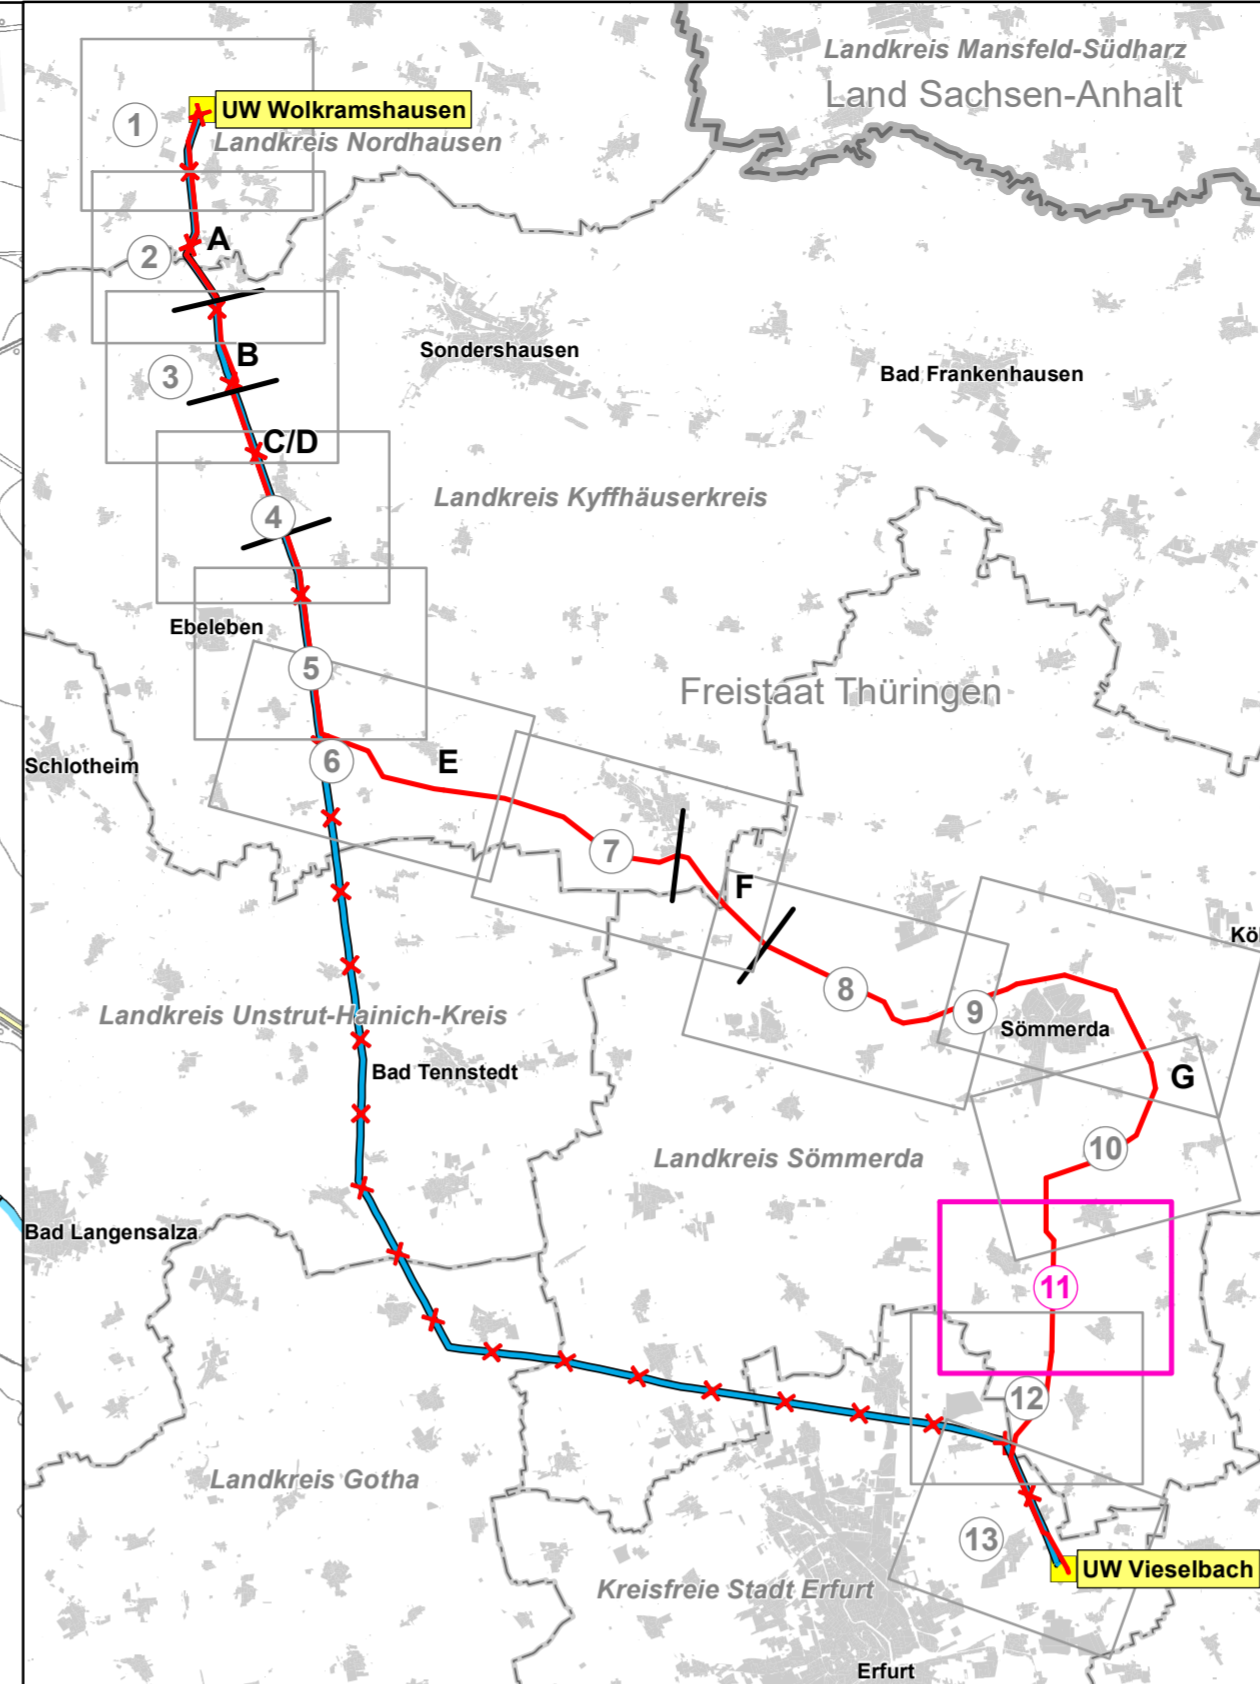 Landkreis Mansfeld-Südharz
Land Sachsen-Anhalt
UW Wolkramshausen
1
Landkreis Nordhausen
A
2
B
3
Sondershausen
Bad Frankenhausen
C/D
Landkreis Kyffhäuserkreis
4
Ebeleben
5
Freistaat Thüringen
Schlotheim
6
E
7
F
Kö
8
9
Landkreis Unstrut-Hainich-Kreis
Sömmerda
Bad Tennstedt
G
10
Landkreis Sömmerda
Bad Langensalza
11
12
Landkreis Gotha
13
UW Vieselbach
Kreisfreie Stadt Erfurt
Erfurt